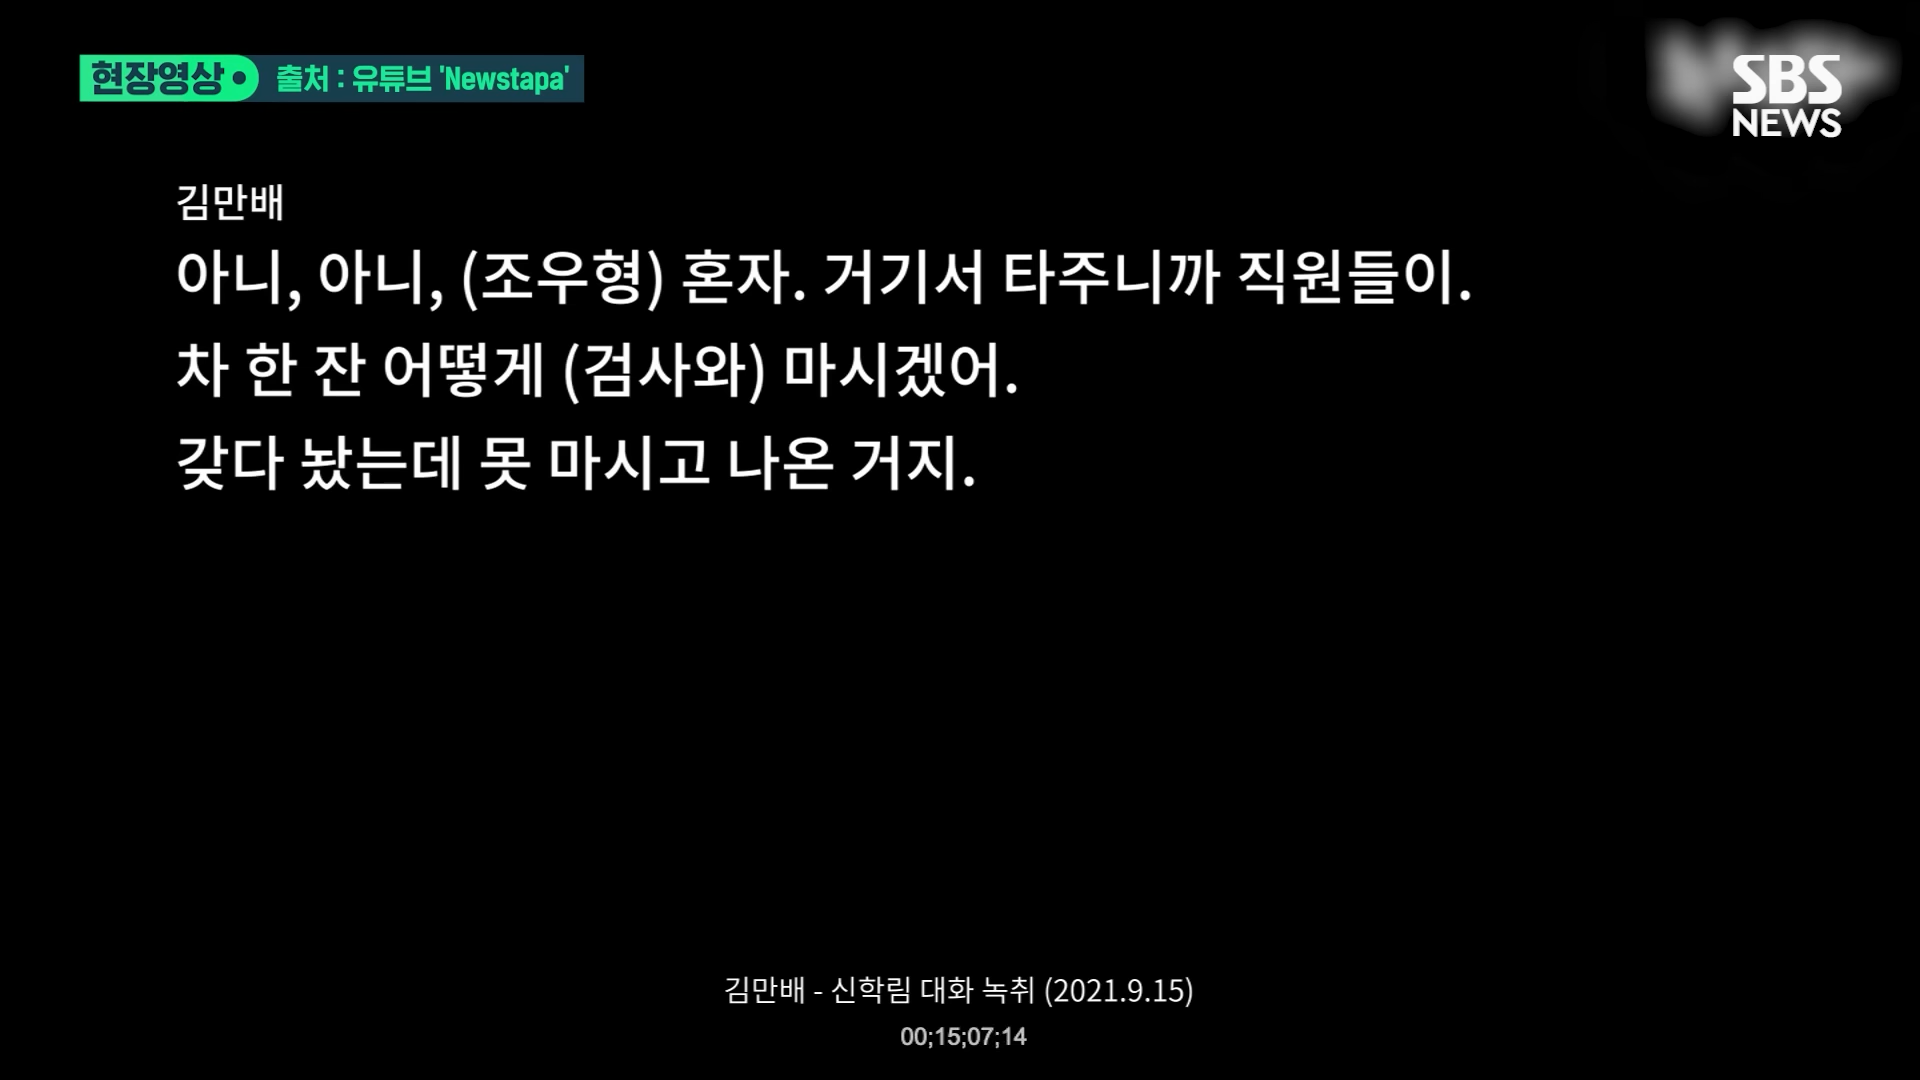 현장영상 출처 : 유튜브 'Newstapa'
SBS
NEWS
김만배
아니, 아니, (조우형) 혼자. 거기서 타주니까 직원들이.
차 한 잔 어떻게 (검사와) 마시겠어.
갖다 놨는데 못 마시고 나온 거지.
김만배 - 신학림 대화 녹취 (2021.9.15)
00;15;07;14